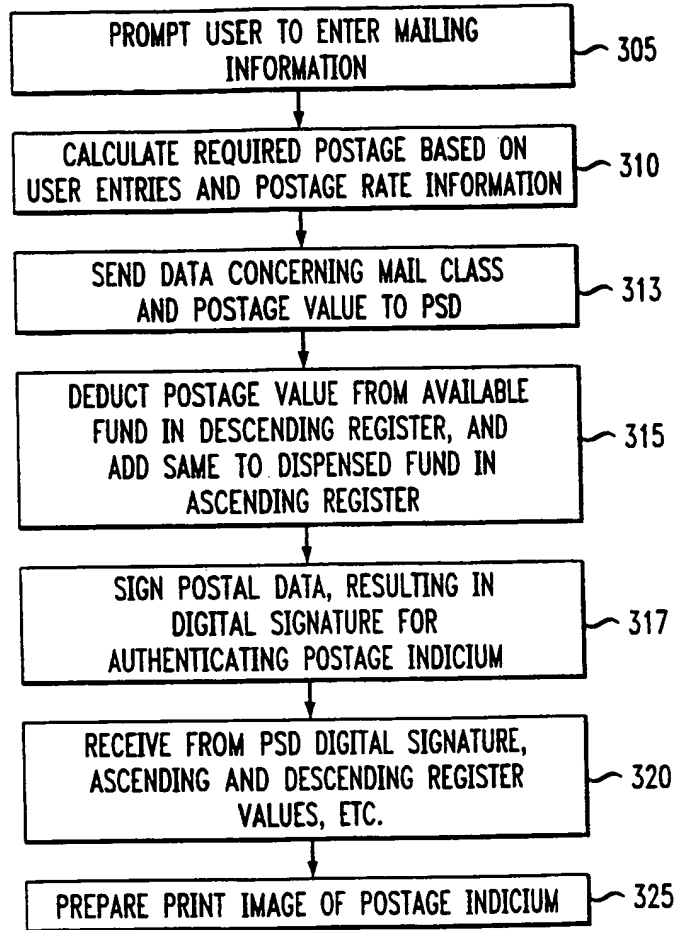 PROMPT USER TO ENTER MAILING
INFORMATION
305
CALCULATE REQUIRED POSTAGE BASED ON
USER ENTRIES AND POSTAGE RATE INFORMATION
310
SEND DATA CONCERNING MAIL CLASS
AND POSTAGE VALUE TO PSD
313
DEDUCT POSTAGE VALUE FROM AVAILABLE
FUND IN DESCENDING REGISTER, AND
ADD SAME TO DISPENSED FUND IN
ASCENDING REGISTER
315
SIGN POSTAL DATA, RESULTING IN
DIGITAL SIGNATURE FOR
AUTHENTICATING POSTAGE INDICIUM
317
RECEIVE FROM PSD DIGITAL SIGNATURE,
ASCENDING AND DESCENDING REGISTER
VALUES, ETC.
320
PREPARE PRINT IMAGE OF POSTAGE INDICIUM
325